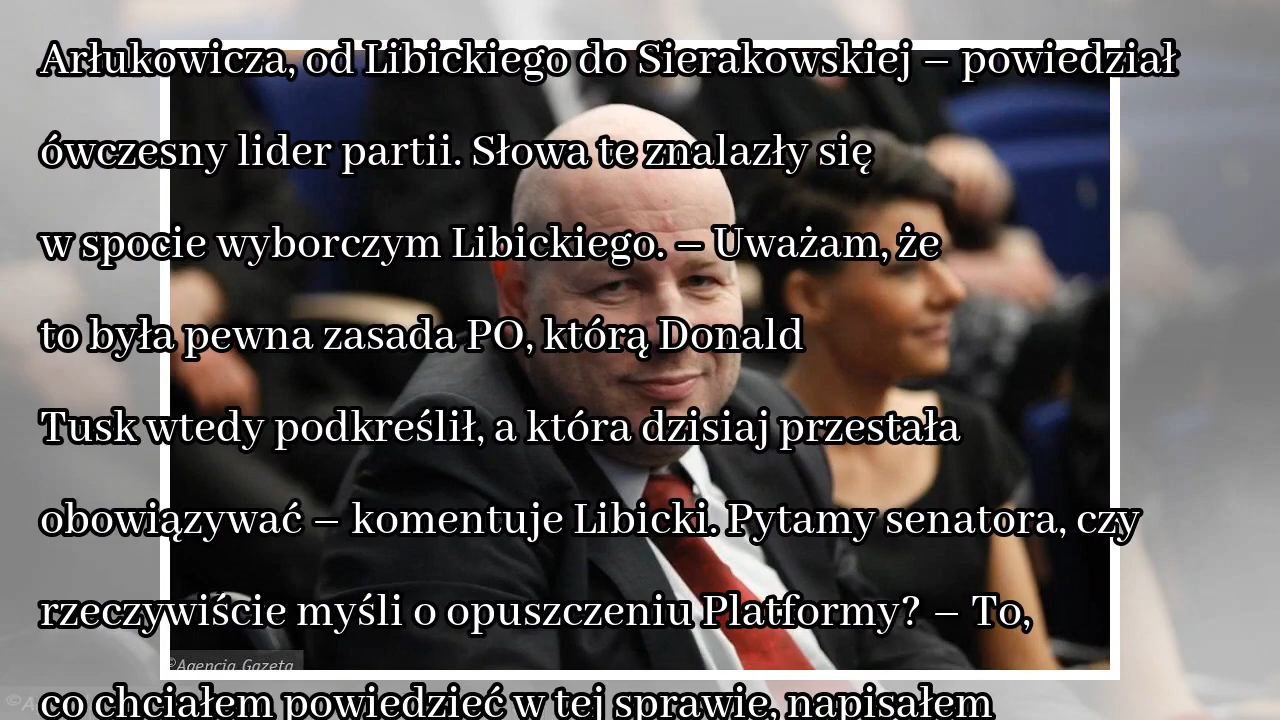 Arłukowicza, od Libickiego do Sierakowskiej – powiedział
ówczesny lider partii. Słowa te znalazły się
w spocie wyborczym Libickiego. – Uważam, że
to była pewna zasada PO, którą Donald
Tusk wtedy podkreślił, a która dzisiaj przestała
obowiązywać – komentuje Libicki. Pytamy senatora, czy
rzeczywiście myśli o opuszczeniu Platformy? – To,
©Agencja Gazeta
co chciałem powiedzieć w tej sprawie, napisałem